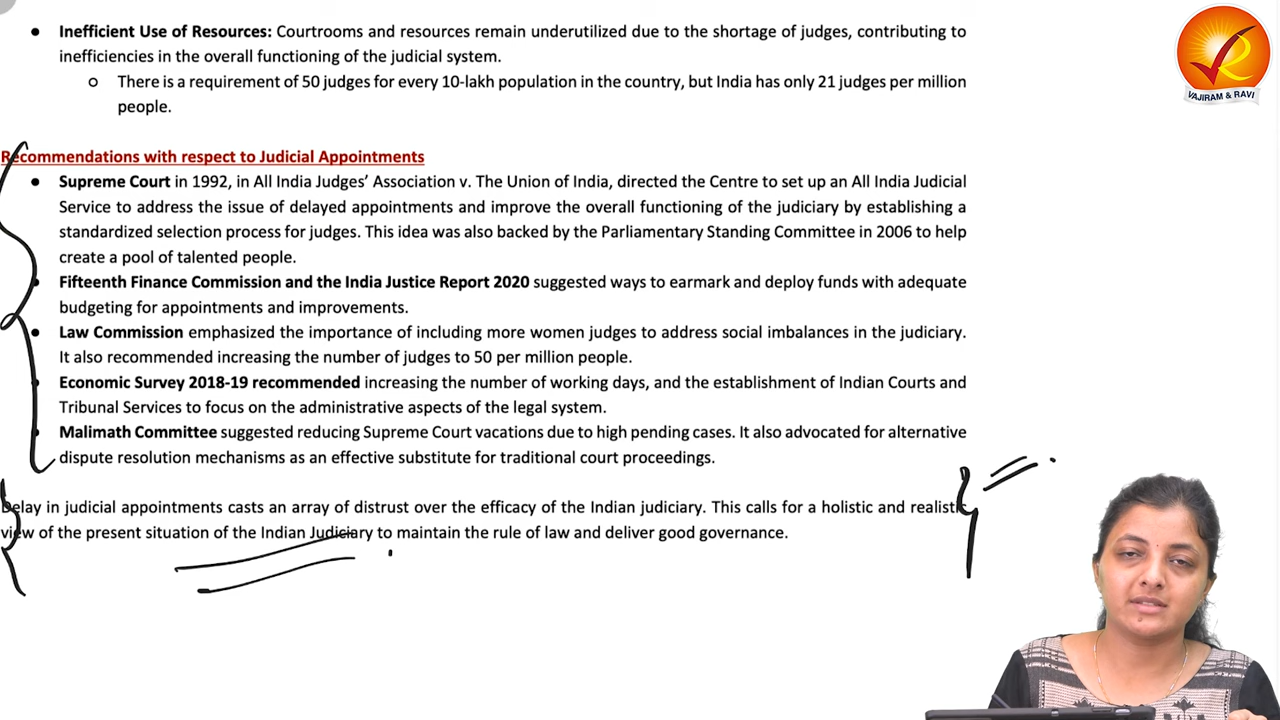 ● Inefficient Use of Resources: Courtrooms and resources remain underutilized due to the shortage of judges, contributing to
inefficiencies in the overall functioning of the judicial system.
o There is a requirement of 50 judges for every 10-lakh population in the country, but India has only 21 judges per million
people.
VAJIRAM & RAVI
Recommendations with respect to Judicial Appointments
● Supreme Court in 1992, in All India Judges’ Association v. The Union of India, directed the Centre to set up an All India Judicial
Service to address the issue of delayed appointments and improve the overall functioning of the judiciary by establishing a
standardized selection process for judges. This idea was also backed by the Parliamentary Standing Committee in 2006 to help
create a pool of talented people.
● Fifteenth Finance Commission and the India Justice Report 2020 suggested ways to earmark and deploy funds with adequate
budgeting for appointments and improvements.
● Law Commission emphasized the importance of including more women judges to address social imbalances in the judiciary.
It also recommended increasing the number of judges to 50 per million people.
● Economic Survey 2018-19 recommended increasing the number of working days, and the establishment of Indian Courts and
Tribunal Services to focus on the administrative aspects of the legal system.
● Malimath Committee suggested reducing Supreme Court vacations due to high pending cases. It also advocated for alternative
dispute resolution mechanisms as an effective substitute for traditional court proceedings.
Delay in judicial appointments casts an array of distrust over the efficacy of the Indian judiciary. This calls for a holistic and realistic
view of the present situation of the Indian Judiciary to maintain the rule of law and deliver good governance.